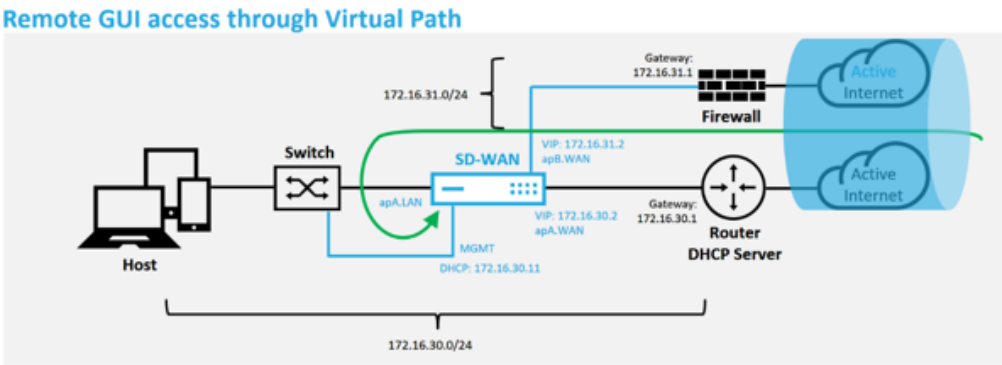 Remote GUI access through Virtual Path
Gateway:
172.16.31.1
Active
Internet
172.16.31.0/24
Firewall
Switch
SD-WAN
VIP: 172.16.31.2
apB.WAN
Active
Internet
apA.LAN
VIP: 172.16.30.2
apA.WAN
Gateway:
172.16.30.1
Router
DHCP Server
MGMT
DHCP: 172.16.30.11
Host
172.16.30.0/24